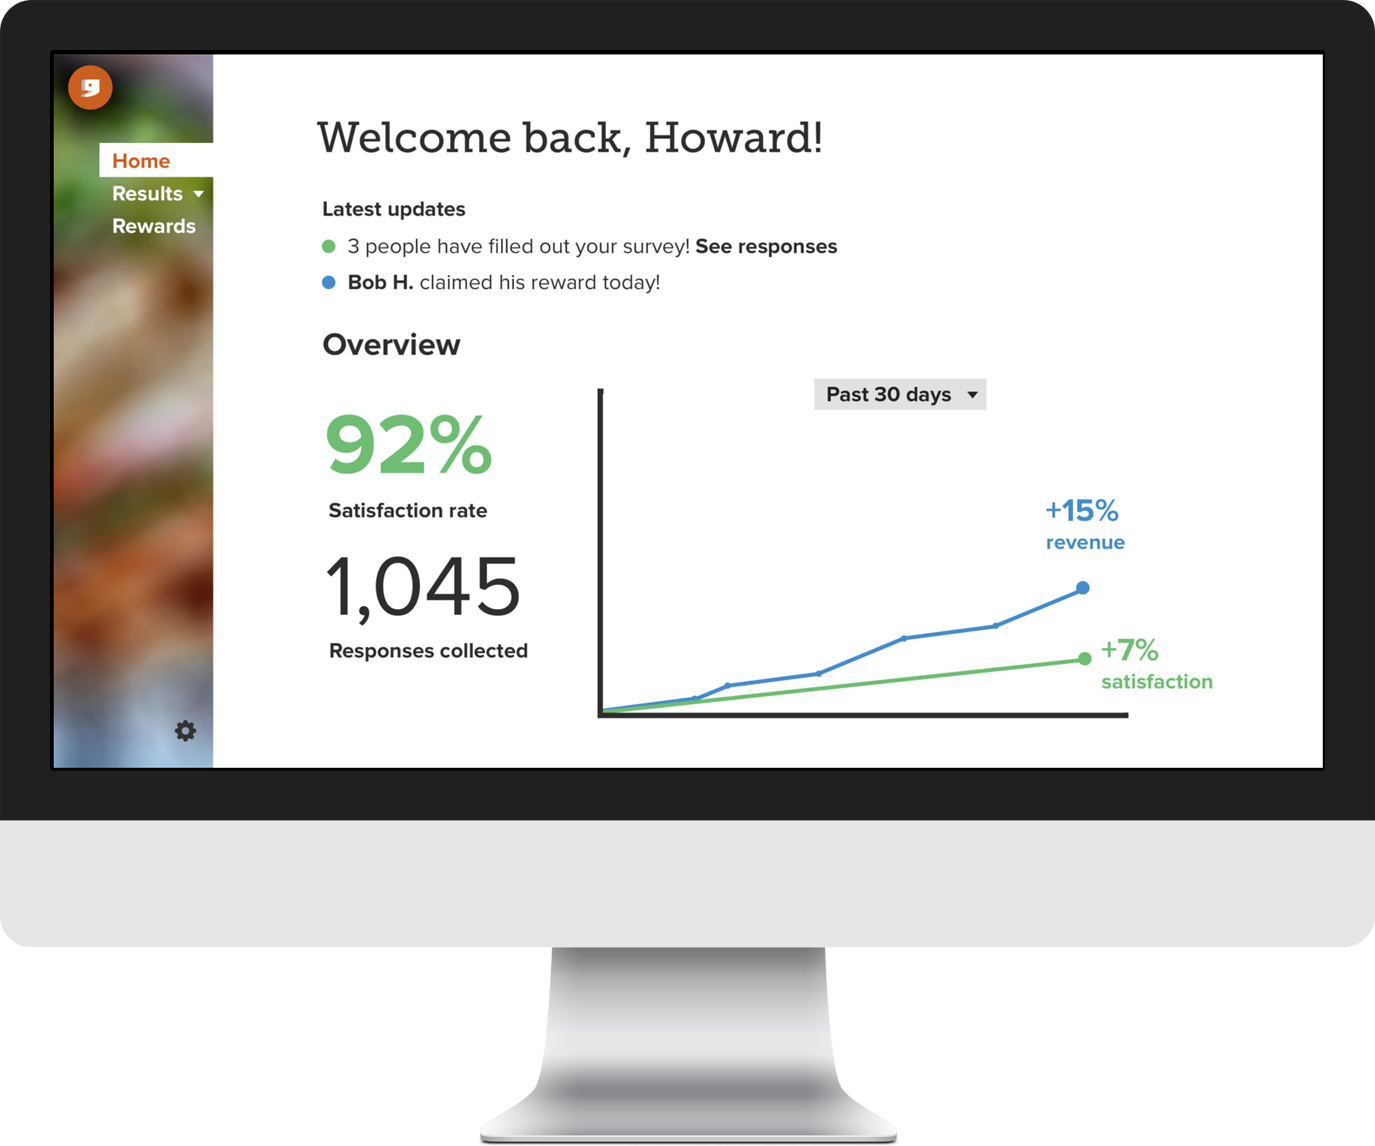 Home
Results
Rewards
Welcome back, Howard!
Latest updates
3 people have filled out your survey! See responses
Bob H. claimed his reward today!
Overview
Past 30 days
92%
Satisfaction rate
1,045
Responses collected
+15%
revenue
+7%
satisfaction